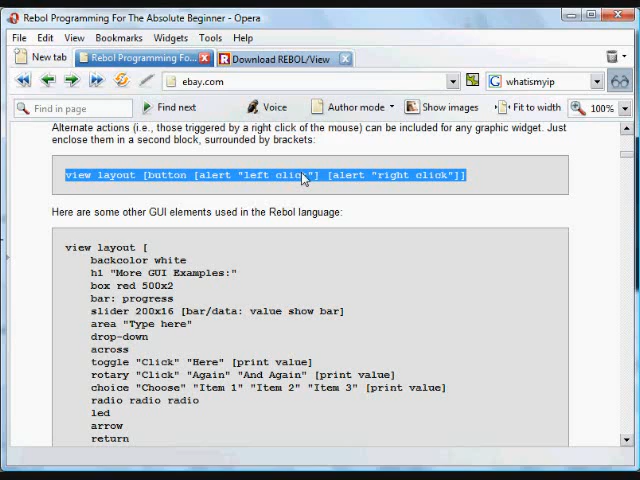 Rebol Programming For The Absolute Beginner - Opera
File Edit View Bookmarks Widgets Tools Help
New tab Rebol Programming Fo... Download REBOL/View
ebay.com whatismyip
Find in page Find next Voice Author mode Show images Fit to width 100%
Alternate actions (i.e., those triggered by a right click of the mouse) can be included for any graphic widget. Just
enclose them in a second block, surrounded by brackets:
view layout [button [alert "left click"] [alert "right click"]]
Here are some other GUI elements used in the Rebol language:
view layout [
backcolor white
h1 "More GUI Examples:"
box red 500x2
bar: progress
slider 200x16 [bar/data: value show bar]
area "Type here"
drop-down
across
toggle "Click" "Here" [print value]
rotary "Click" "Again" "And Again" [print value]
choice "Choose" "Item 1" "Item 2" "Item 3" [print value]
radio radio radio
led
arrow
return